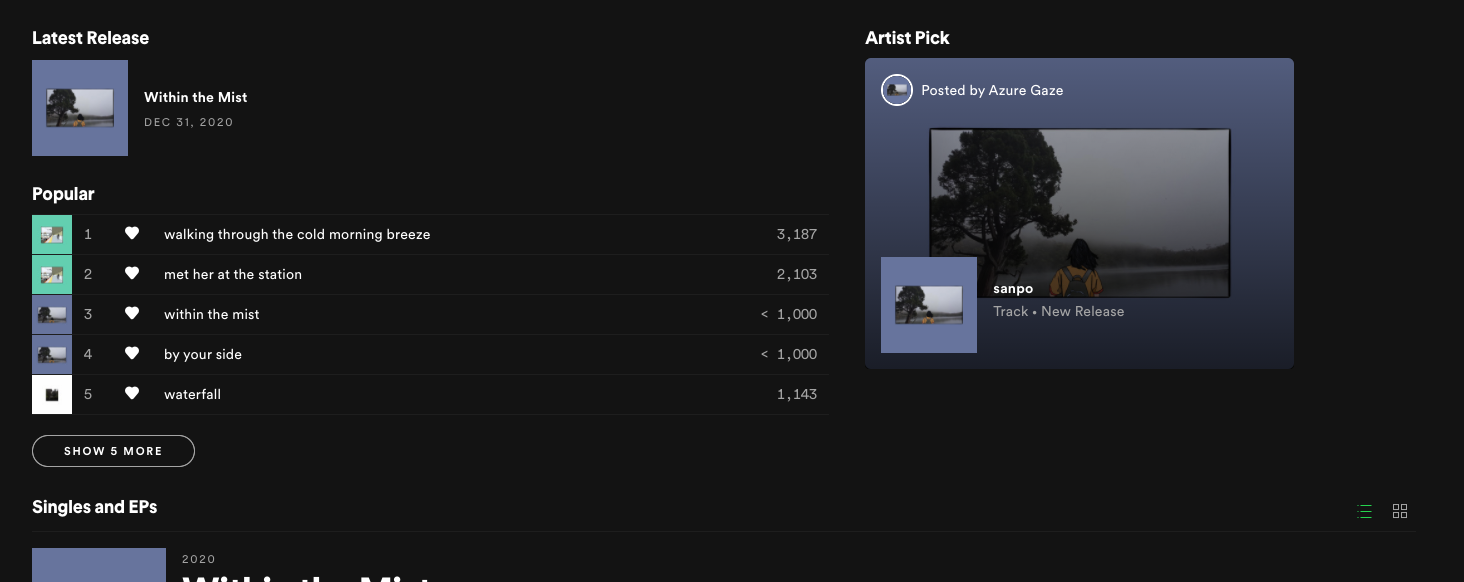 Latest Release
Within the Mist
DEC 31, 2020
Popular
1 walking through the cold morning breeze 3,187
2 met her at the station 2,103
3 within the mist < 1,000
4 by your side < 1,000
5 waterfall 1,143
SHOW 5 MORE
Artist Pick
Posted by Azure Gaze
sanpo
Track • New Release
Singles and EPs
2020
Within the Mist